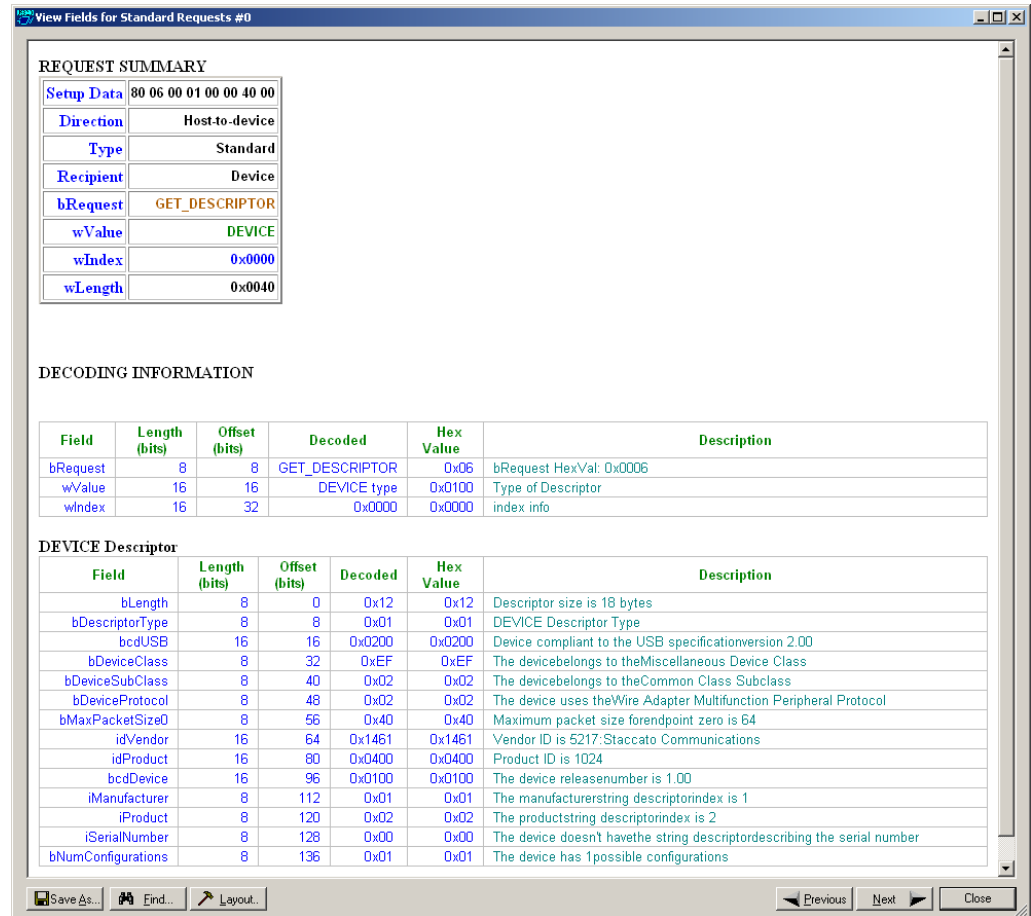 View Fields for Standard Requests #0
REQUEST SUMMARY
Setup Data 80 06 00 01 00 00 40 00
Direction Host-to-device
Type Standard
Recipient Device
bRequest GET_DESCRIPTOR
wValue DEVICE
wIndex 0x0000
wLength 0x0040
DECODING INFORMATION
Field Length (bits) Offset (bits) Decoded Hex Value Description
bRequest 8 8 GET_DESCRIPTOR 0x06 bRequest HexVal: 0x0006
wValue 16 16 DEVICE type 0x0100 Type of Descriptor
wIndex 16 32 0x0000 0x0000 index info
DEVICE Descriptor
Field Length (bits) Offset (bits) Decoded Hex Value Description
bLength 8 0 0x12 0x12 Descriptor size is 18 bytes
bDescriptorType 8 8 0x01 0x01 DEVICE Descriptor Type
bcdUSB 16 16 0x0200 0x0200 Device compliant to the USB specificationversion 2.00
bDeviceClass 8 32 0xEF 0xEF The devicebelongs to theMiscellaneous Device Class
bDeviceSubClass 8 40 0x02 0x02 The devicebelongs to theCommon Class Subclass
bDeviceProtocol 8 48 0x02 0x02 The device uses theWire Adapter Multifunction Peripheral Protocol
bMaxPacketSize0 8 56 0x40 0x40 Maximum packet size forendpoint zero is 64
idVendor 16 64 0x1461 0x1461 Vendor ID is 5217:Staccato Communications
idProduct 16 80 0x0400 0x0400 Product ID is 1024
bcdDevice 16 96 0x0100 0x0100 The device releasenumber is 1.00
iManufacturer 8 112 0x01 0x01 The manufacturerstring descriptorindex is 1
iProduct 8 120 0x02 0x02 The productstring descriptorindex is 2
iSerialNumber 8 128 0x00 0x00 The device doesn't havethe string descriptordescribing the serial number
bNumConfigurations 8 136 0x01 0x01 The device has 1possible configurations
Save As... Find... Layout.. Previous Next Close